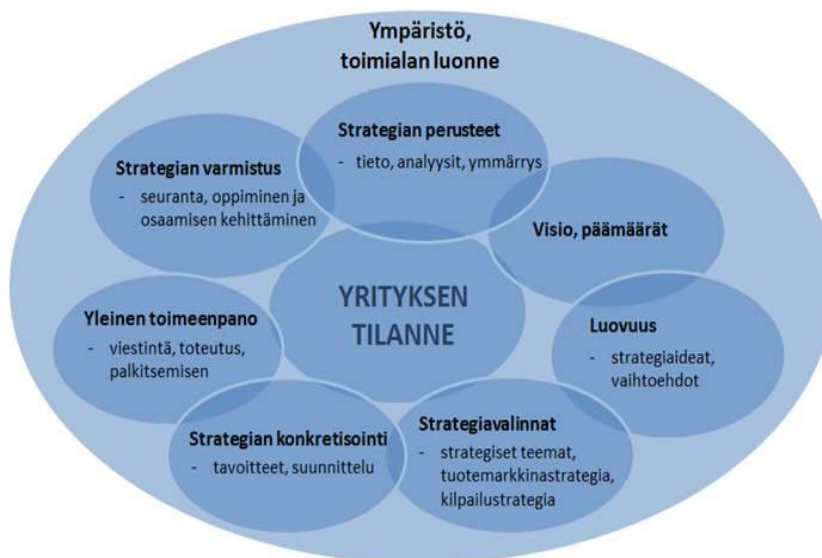 Ympäristö,
toimialan luonne
Strategian perusteet
- tieto, analyysit, ymmärrys
Strategian varmistus
- seuranta, oppiminen ja
osaamisen kehittäminen
Visio, päämäärät
YRITYKSEN
TILANNE
Yleinen toimeenpano
- viestintä, toteutus,
palkitsemisen
Luovuus
- strategiaideat,
vaihtoehdot
Strategian konkretisointi
- tavoitteet, suunnittelu
Strategiavalinnat
- strategiset teemat,
tuotemarkkinastrategia,
kilpailustrategia